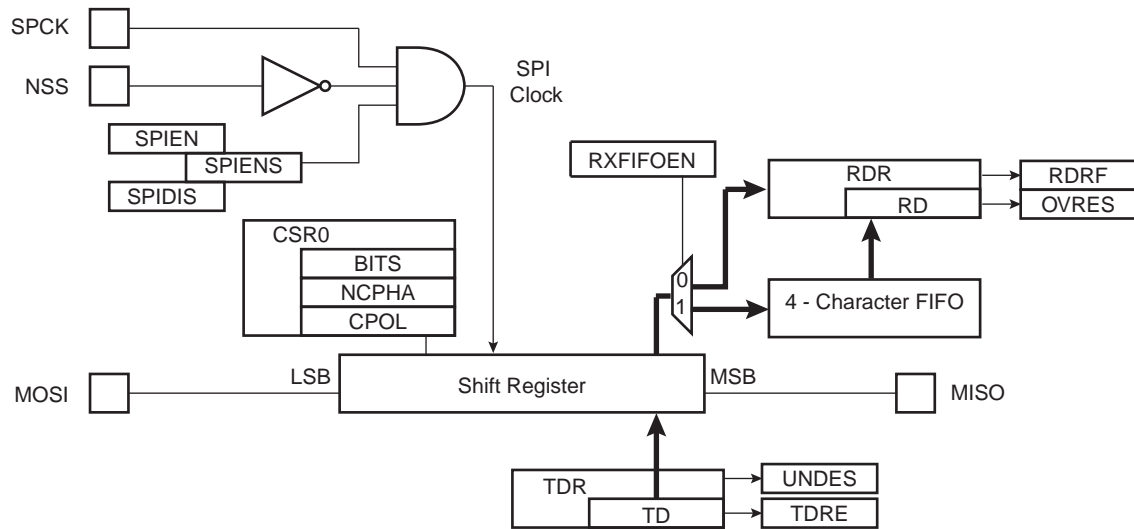 SPCK
NSS
SPI
Clock
SPIEN
SPIENS
SPIDIS
RXFIFOEN
RDR
RD
RDRF
OVRES
CSR0
BITS
NCPHA
CPOL
0
1
4 - Character FIFO
MOSI
LSB
Shift Register
MSB
MISO
TDR
TD
UNDES
TDRE